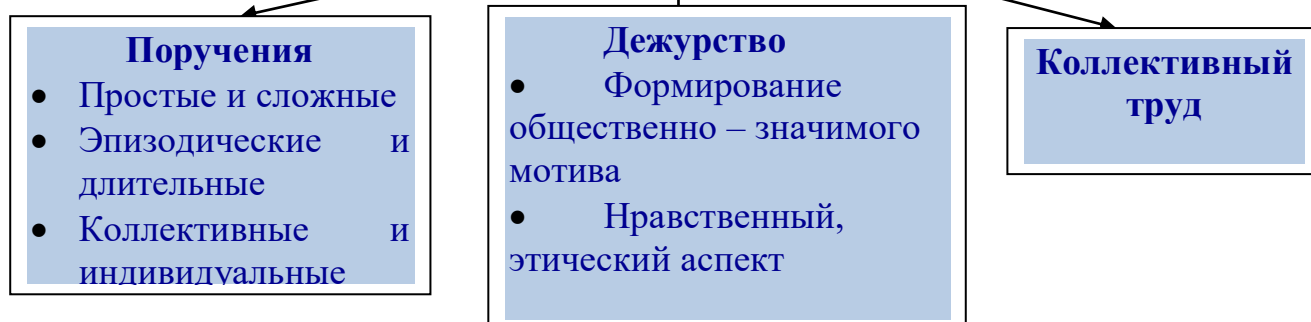 Поручения
• Простые и сложные
• Эпизодические и
длительные
• Коллективные и
индивидуальные
Дежурство
• Формирование
общественно – значимого
мотива
• Нравственный,
этический аспект
Коллективный
труд